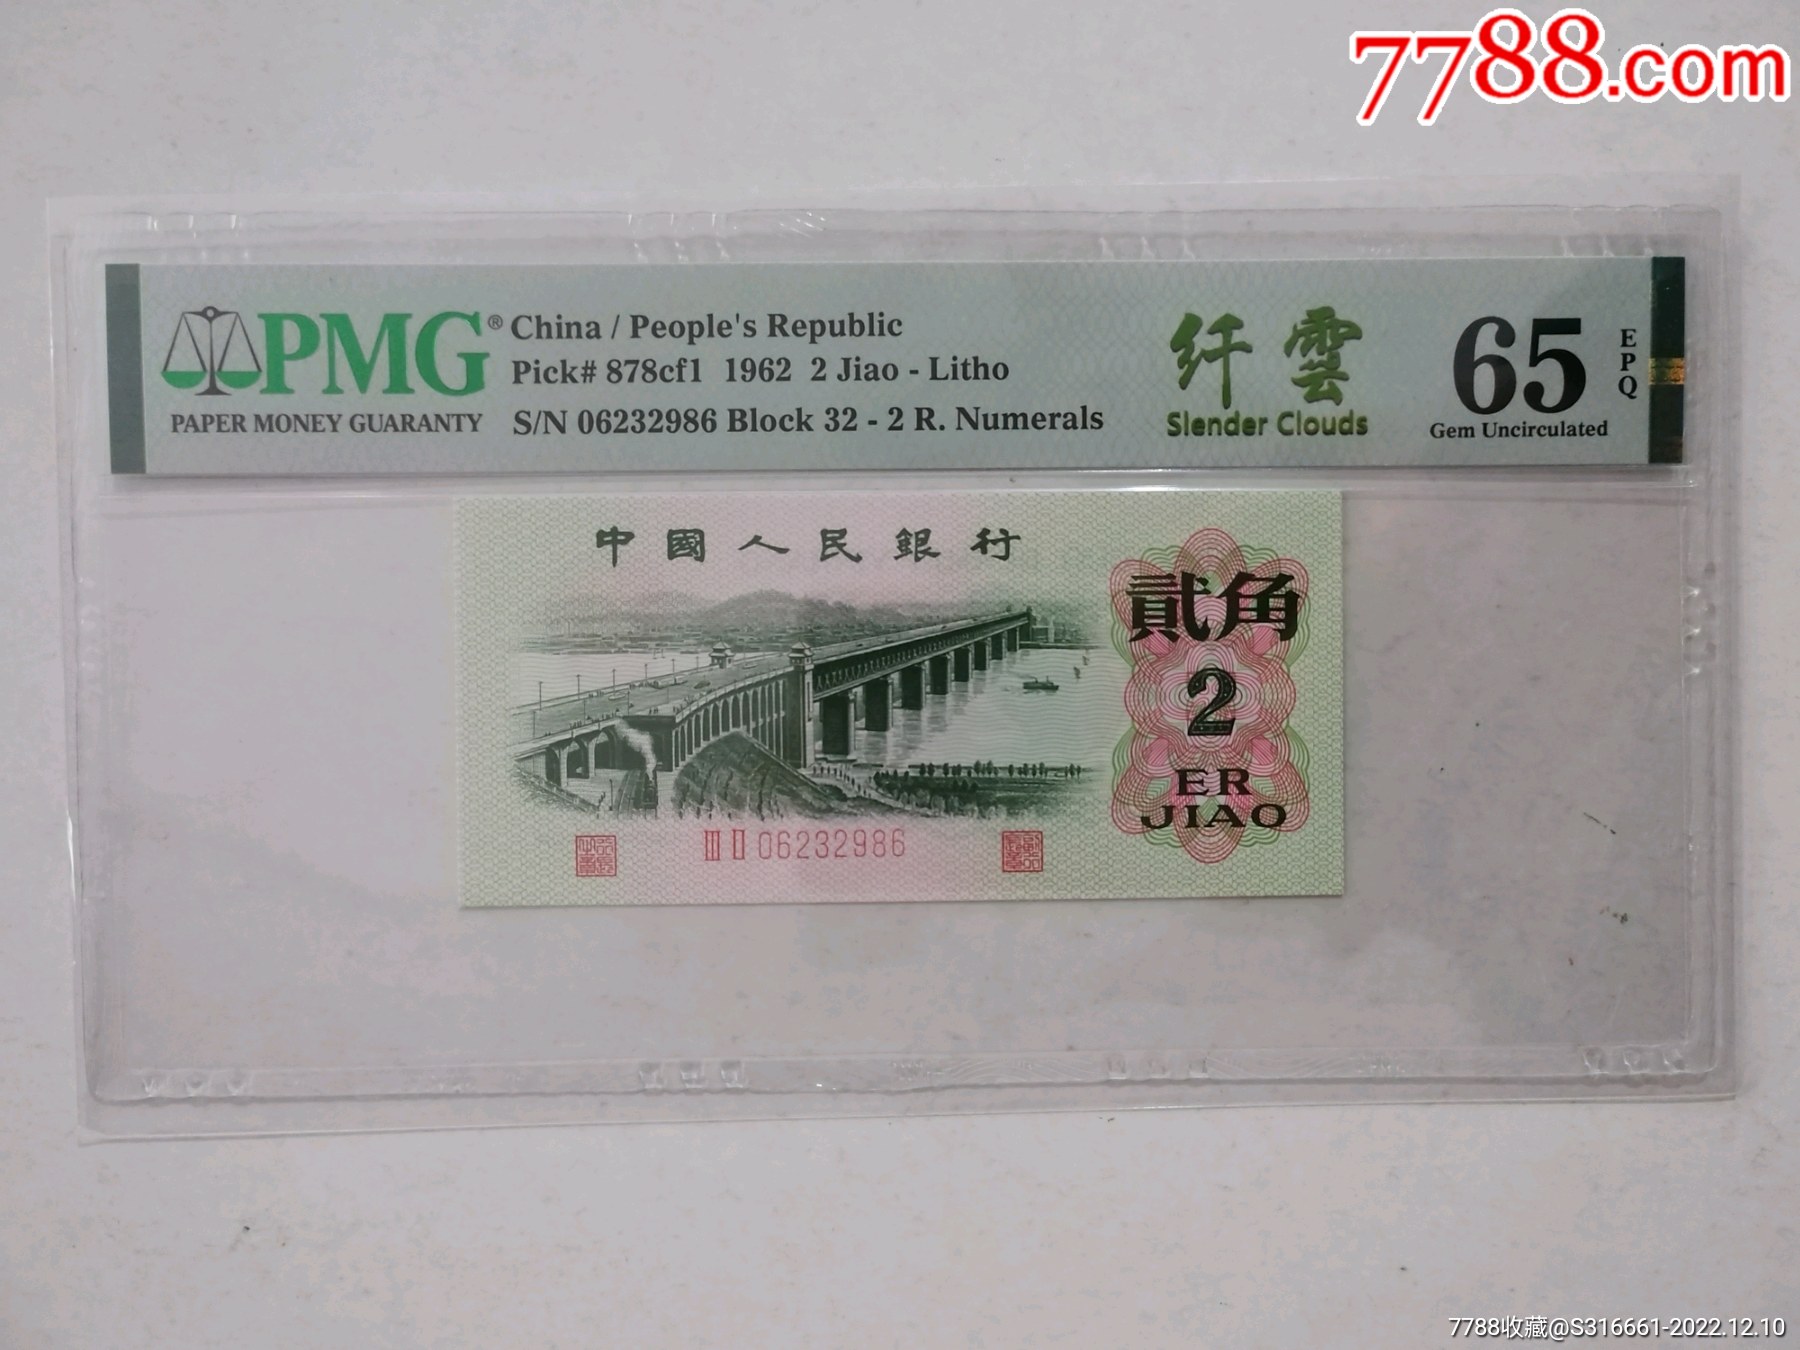 7788.com
PMG®
PAPER MONEY GUARANTY
China / People's Republic
Pick# 878cf1 1962 2 Jiao - Litho
S/N 06232986 Block 32 - 2 R. Numerals
纤雲
Slender Clouds
65
EPQ
Gem Uncirculated
中國人民銀行
貳角
2
ER
JIAO
III II 06232986
7788收藏@S316661-2022.12.10